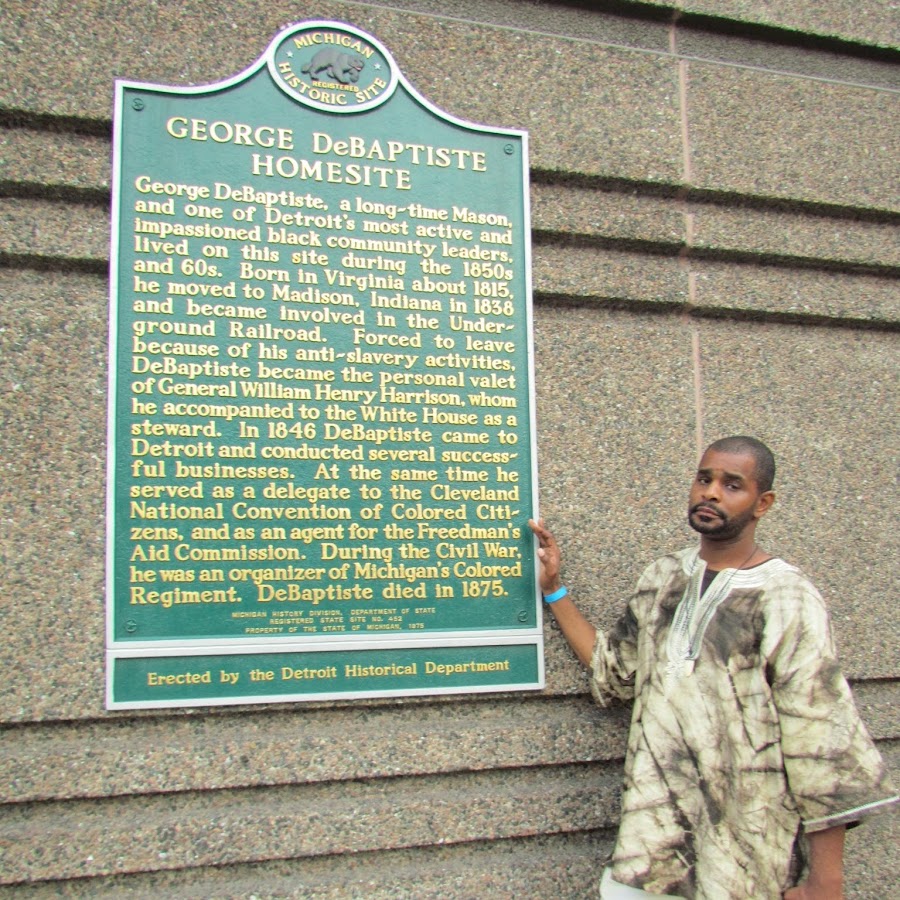 MICHIGAN
REGISTERED
HISTORIC SITE
GEORGE DeBAPTISTE
HOMESITE
George DeBaptiste, a long-time Mason,
and one of Detroit's most active and
impassioned black community leaders,
lived on this site during the 1850s
and 60s. Born in Virginia about 1815,
he moved to Madison, Indiana in 1838
and became involved in the Under-
ground Railroad. Forced to leave
because of his anti-slavery activities,
DeBaptiste became the personal valet
of General William Henry Harrison, whom
he accompanied to the White House as a
steward. In 1846 DeBaptiste came to
Detroit and conducted several success-
ful businesses. At the same time he
served as a delegate to the Cleveland
National Convention of Colored Citi-
zens, and as an agent for the Freedman's
Aid Commission. During the Civil War,
he was an organizer of Michigan's Colored
Regiment. DeBaptiste died in 1875.
MICHIGAN HISTORY DIVISION, DEPARTMENT OF STATE
REGISTERED STATE SITE NO. 452
PROPERTY OF THE STATE OF MICHIGAN, 1975
Erected by the Detroit Historical Department